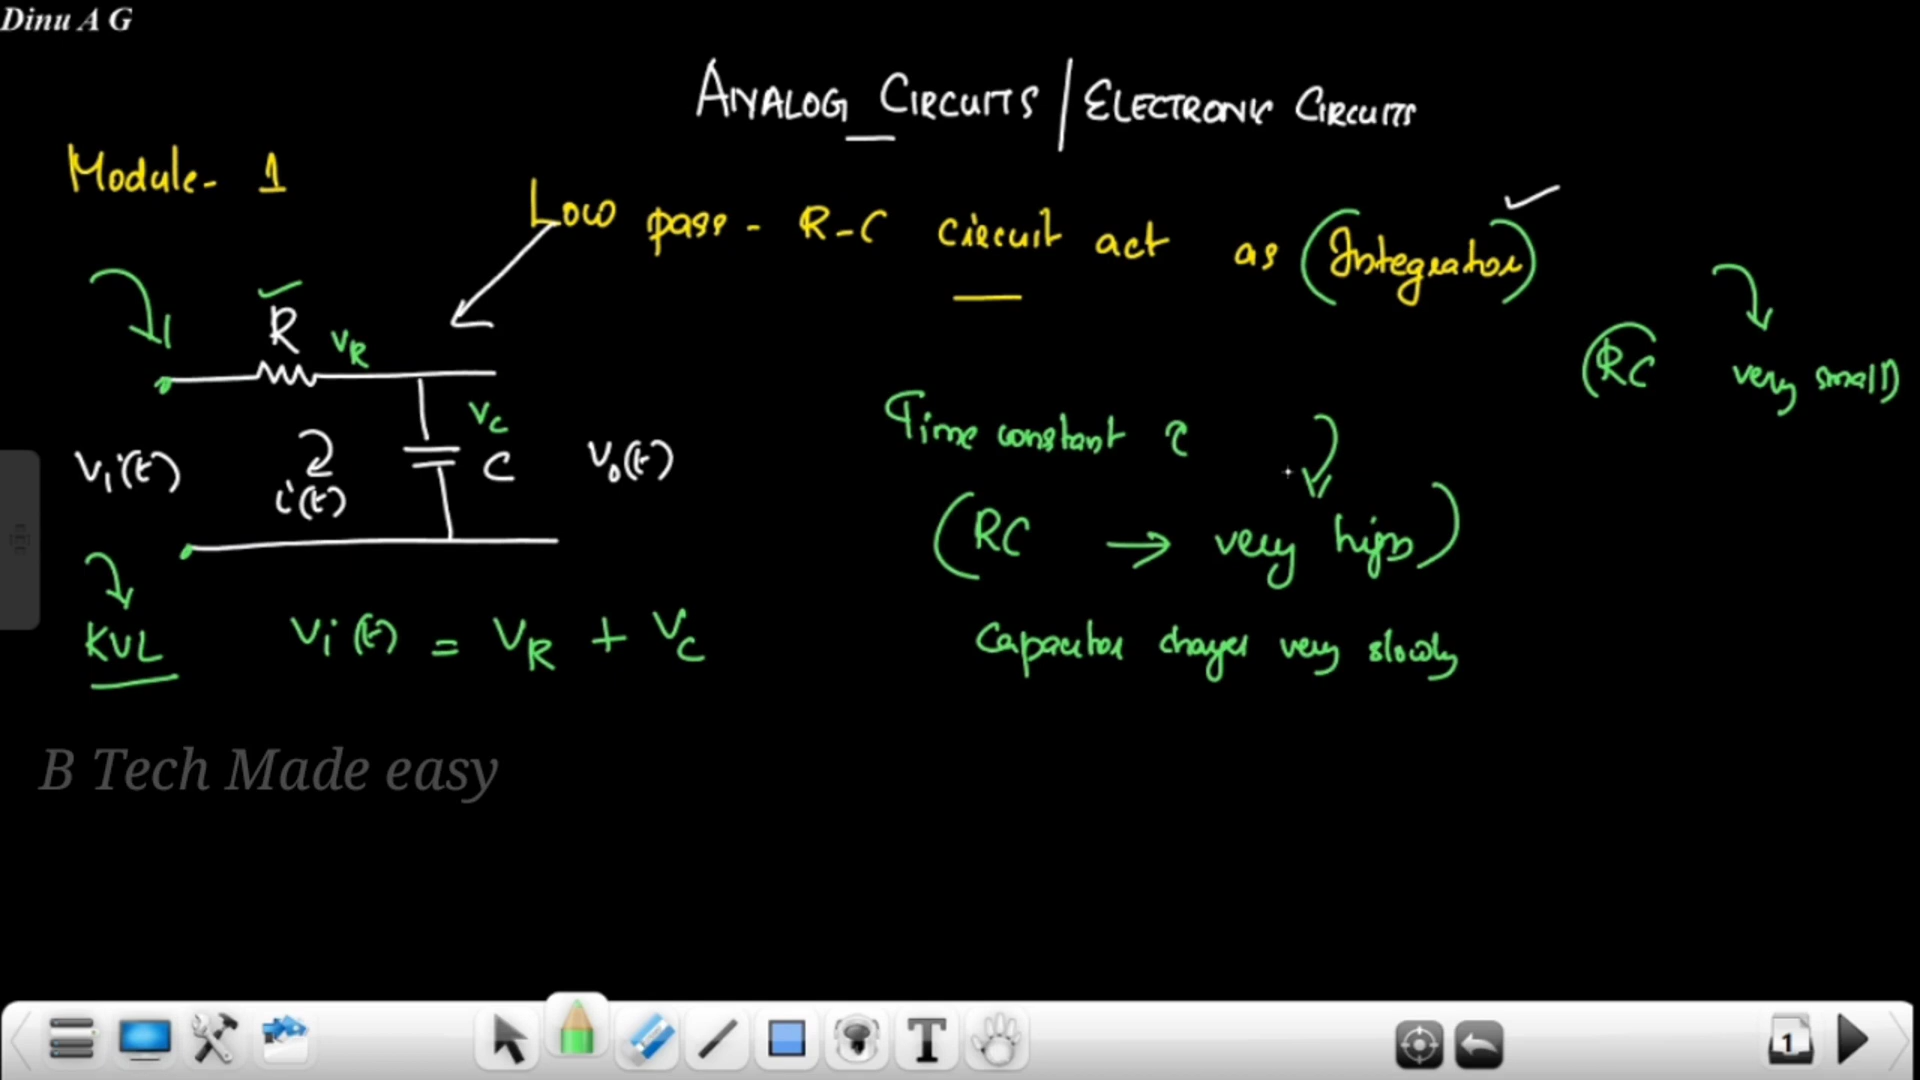 Dinu A G
ANALOG CIRCUITS / ELECTRONIC CIRCUITS
Module - 1
Low pass - R-C circuit act as (Integrator)
R
VR
(RC very small)
Time constant τ
VC
C
Vi(t)
i(t)
Vo(t)
(RC → very high)
KVL Vi(t) = VR + VC
Capacitor charges very slowly
B Tech Made easy
T
1